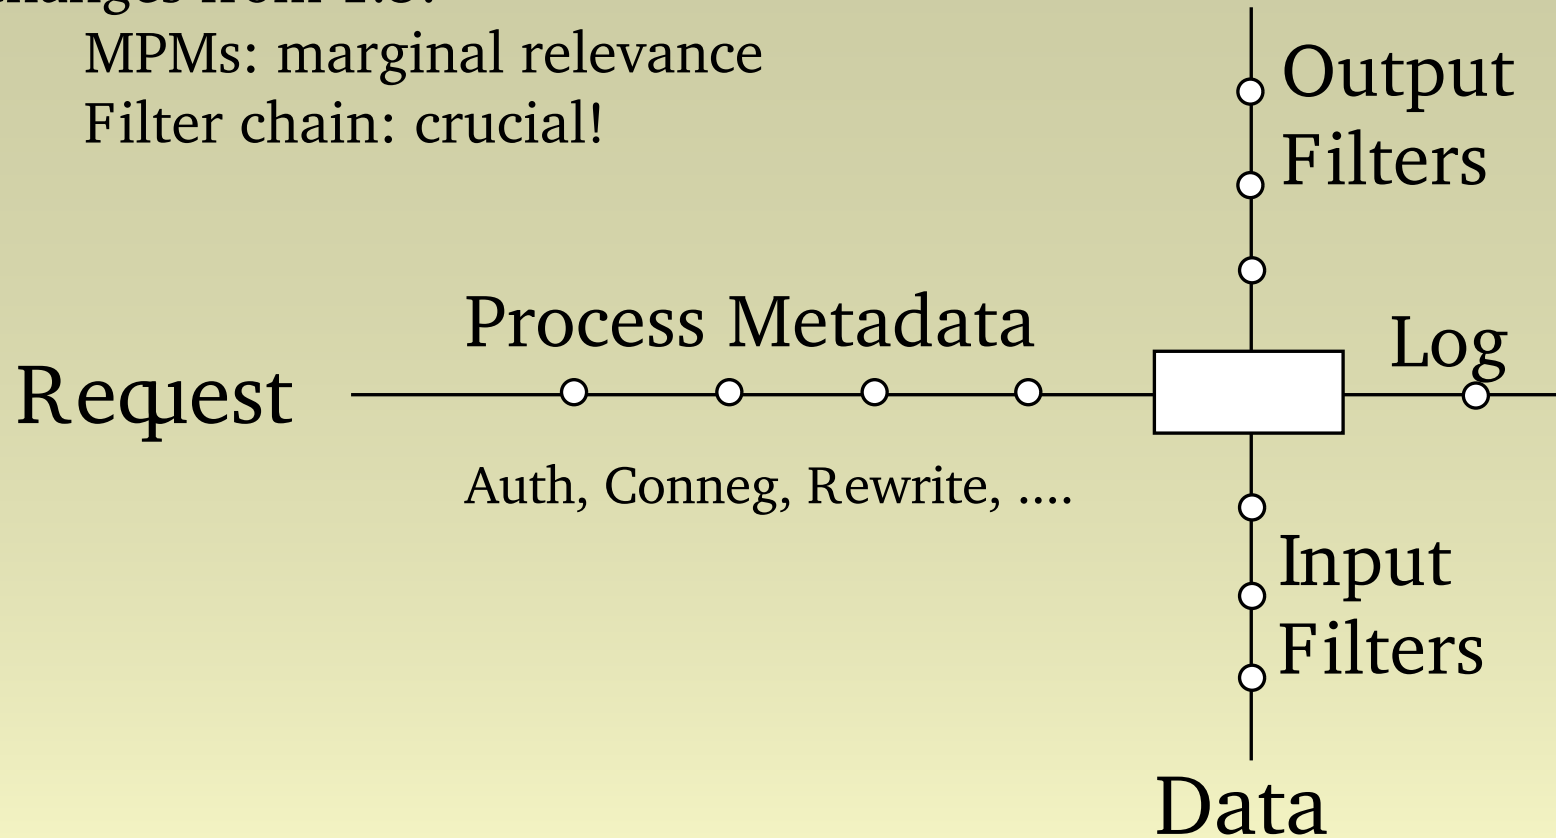 MPMs: marginal relevance
Filter chain: crucial!
Output
Filters
Process Metadata
Log
Request
Auth, Conneg, Rewrite, ....
Input
Filters
Data